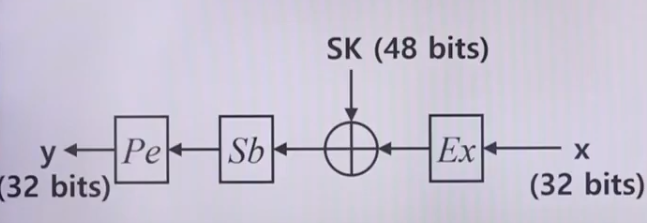 SK (48 bits)
y
Pe
Sb
Ex
x
(32 bits)
(32 bits)